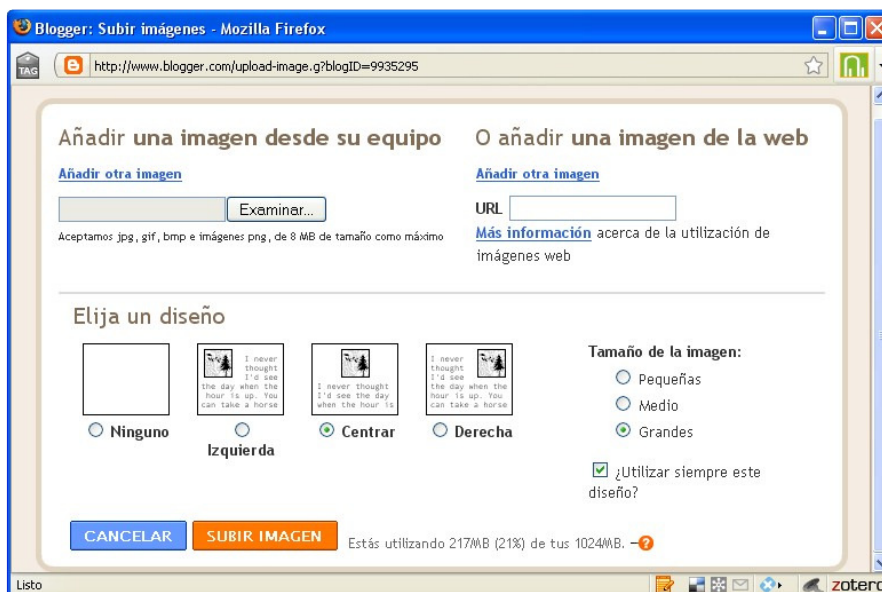 Blogger: Subir imágenes - Mozilla Firefox
TAG
http://www.blogger.com/upload-image.g?blogID=9935295
Añadir una imagen desde su equipo
Añadir otra imagen
Examinar...
Aceptamos jpg, gif, bmp e imágenes png, de 8 MB de tamaño como máximo
O añadir una imagen de la web
Añadir otra imagen
URL
Más información acerca de la utilización de
imágenes web
Elija un diseño
Ninguno
I never
thought
I'd see
the day when the
hour is up. You
can take a horse
Izquierda
I never thought
I'd see the day
when the hour is
Centrar
I never
thought
I'd see
the day when the
hour is up. You
can take a horse
Derecha
Tamaño de la imagen:
Pequeñas
Medio
Grandes
¿Utilizar siempre este
diseño?
CANCELAR
SUBIR IMAGEN
Estás utilizando 217MB (21%) de tus 1024MB. –?
Listo
zotero